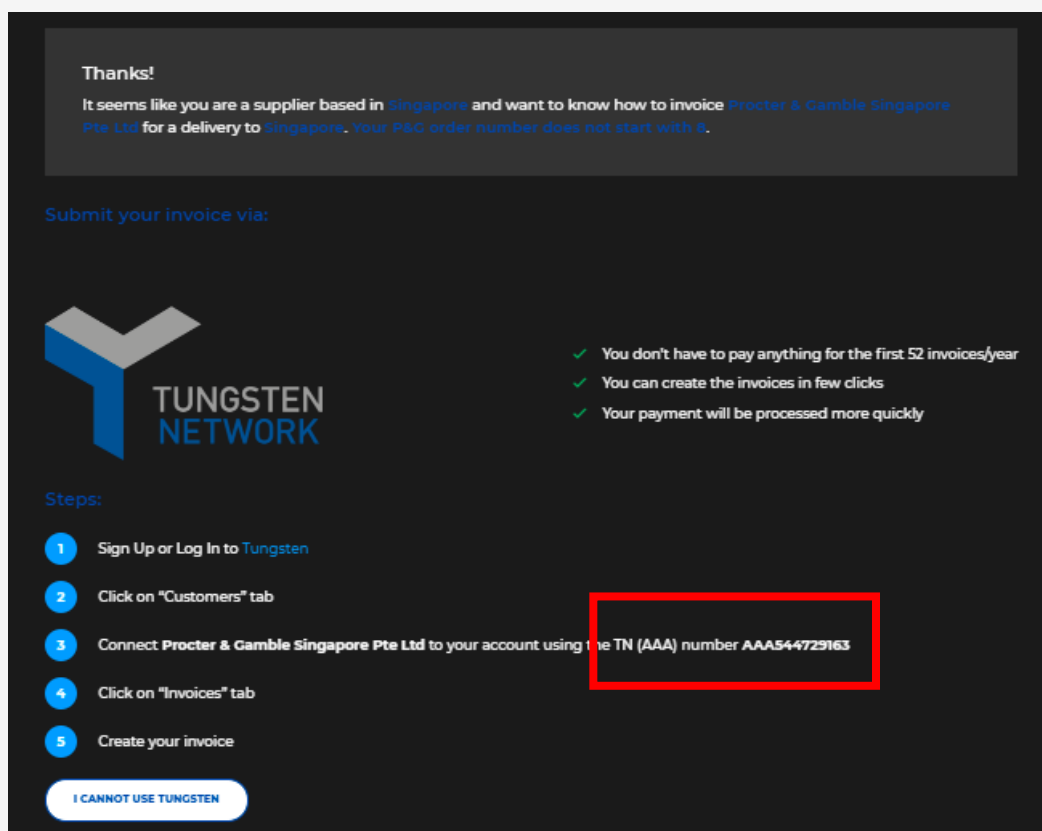 Thanks!
It seems like you are a supplier based in Singapore and want to know how to invoice Procter & Gamble Singapore
Pte Ltd for a delivery to Singapore. Your P&G order number does not start with 8.
Submit your invoice via:
TUNGSTEN
NETWORK
You don't have to pay anything for the first 52 invoices/year
You can create the invoices in few clicks
Your payment will be processed more quickly
Steps:
1 Sign Up or Log In to Tungsten
2 Click on "Customers" tab
3 Connect Procter & Gamble Singapore Pte Ltd to your account using the TN (AAA) number AAA544729163
4 Click on "Invoices" tab
5 Create your invoice
I CANNOT USE TUNGSTEN